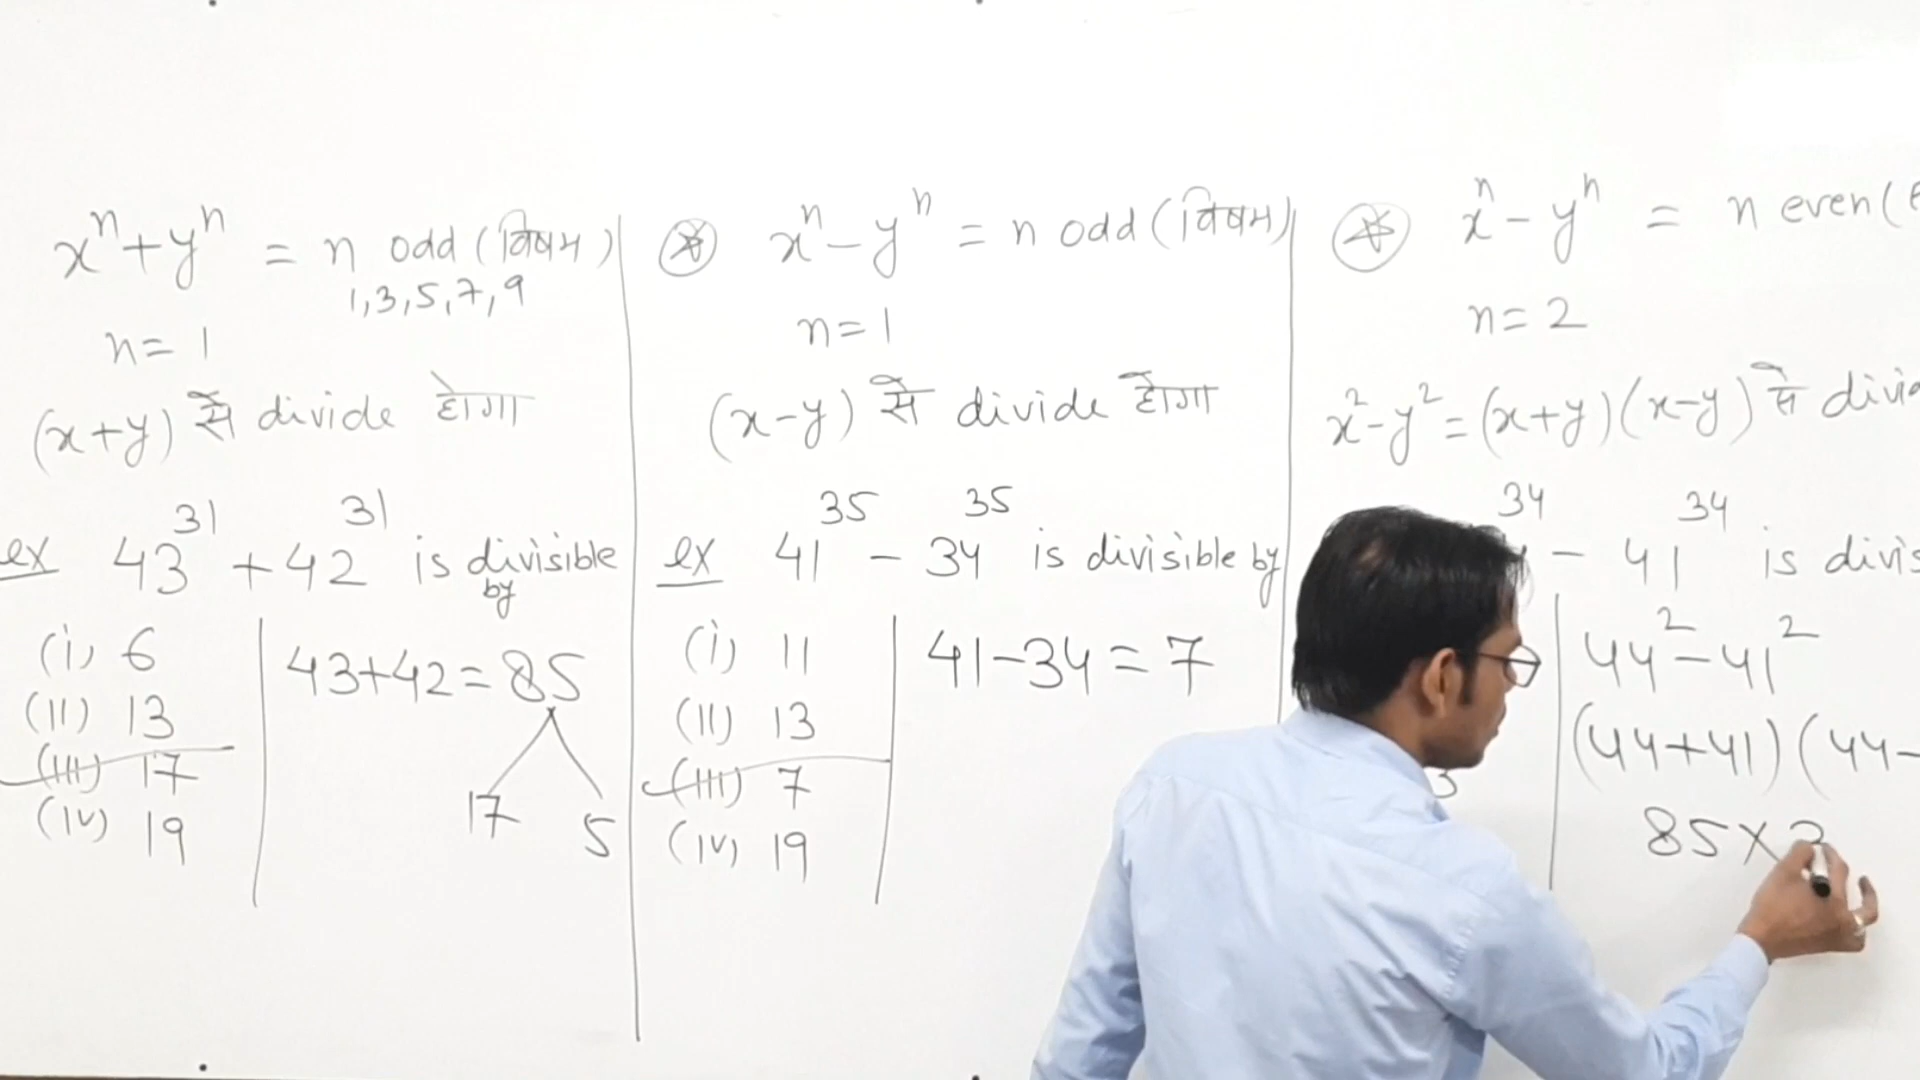 xⁿ+yⁿ = n odd (विषम)
1,3,5,7,9
n=1
(x+y) से divide होगा
ex 43³¹ + 42³¹ is divisible
by
(i) 6
(ii) 13
(iii) 17
(iv) 19
43+42=85
17 5
xⁿ-yⁿ = n odd (विषम)
n=1
(x-y) से divide होगा
ex 41³⁵ - 34³⁵ is divisible by
(i) 11
(ii) 13
(iii) 7
(iv) 19
41-34=7
xⁿ-yⁿ = n even (
n=2
x²-y²=(x+y)(x-y) से
34 - 41³⁴ is
44²-41²
(44+41)(44-
85×